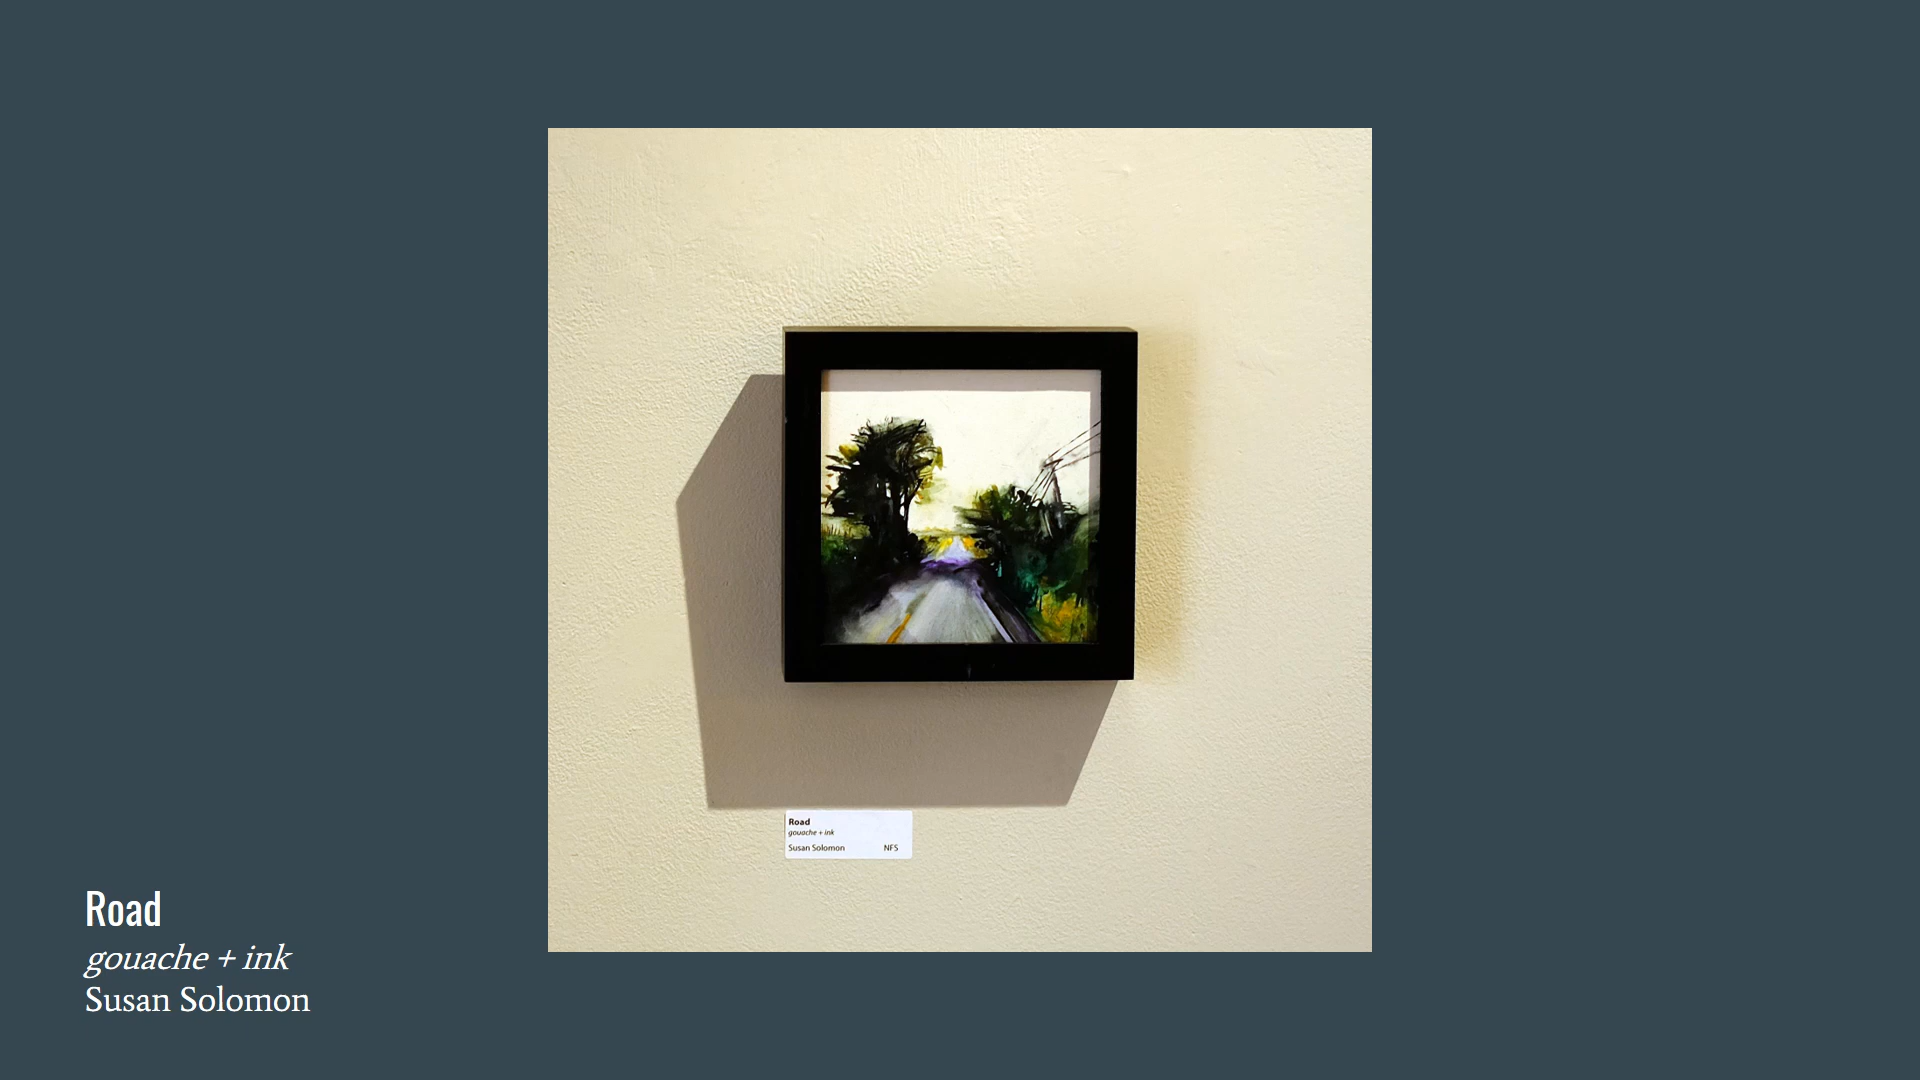 Road
gouache + ink
Susan Solomon NFS
Road
gouache + ink
Susan Solomon